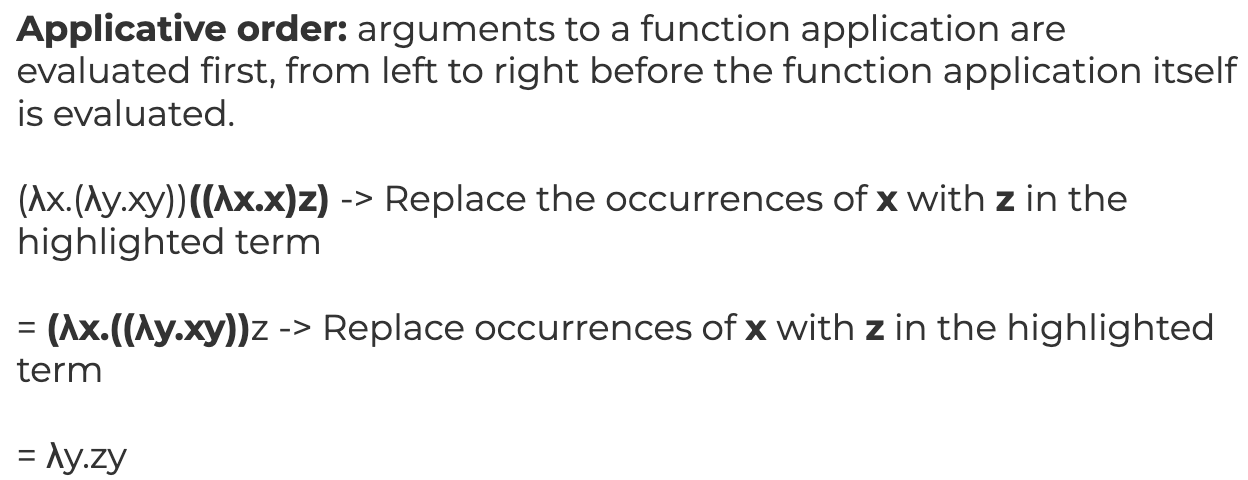 Applicative order: arguments to a function application are
evaluated first, from left to right before the function application itself
is evaluated.
(λx.(λy.xy))((λx.x)z) -> Replace the occurrences of x with z in the
highlighted term
= (λx.((λy.xy))z -> Replace occurrences of x with z in the highlighted
term
= λy.zy